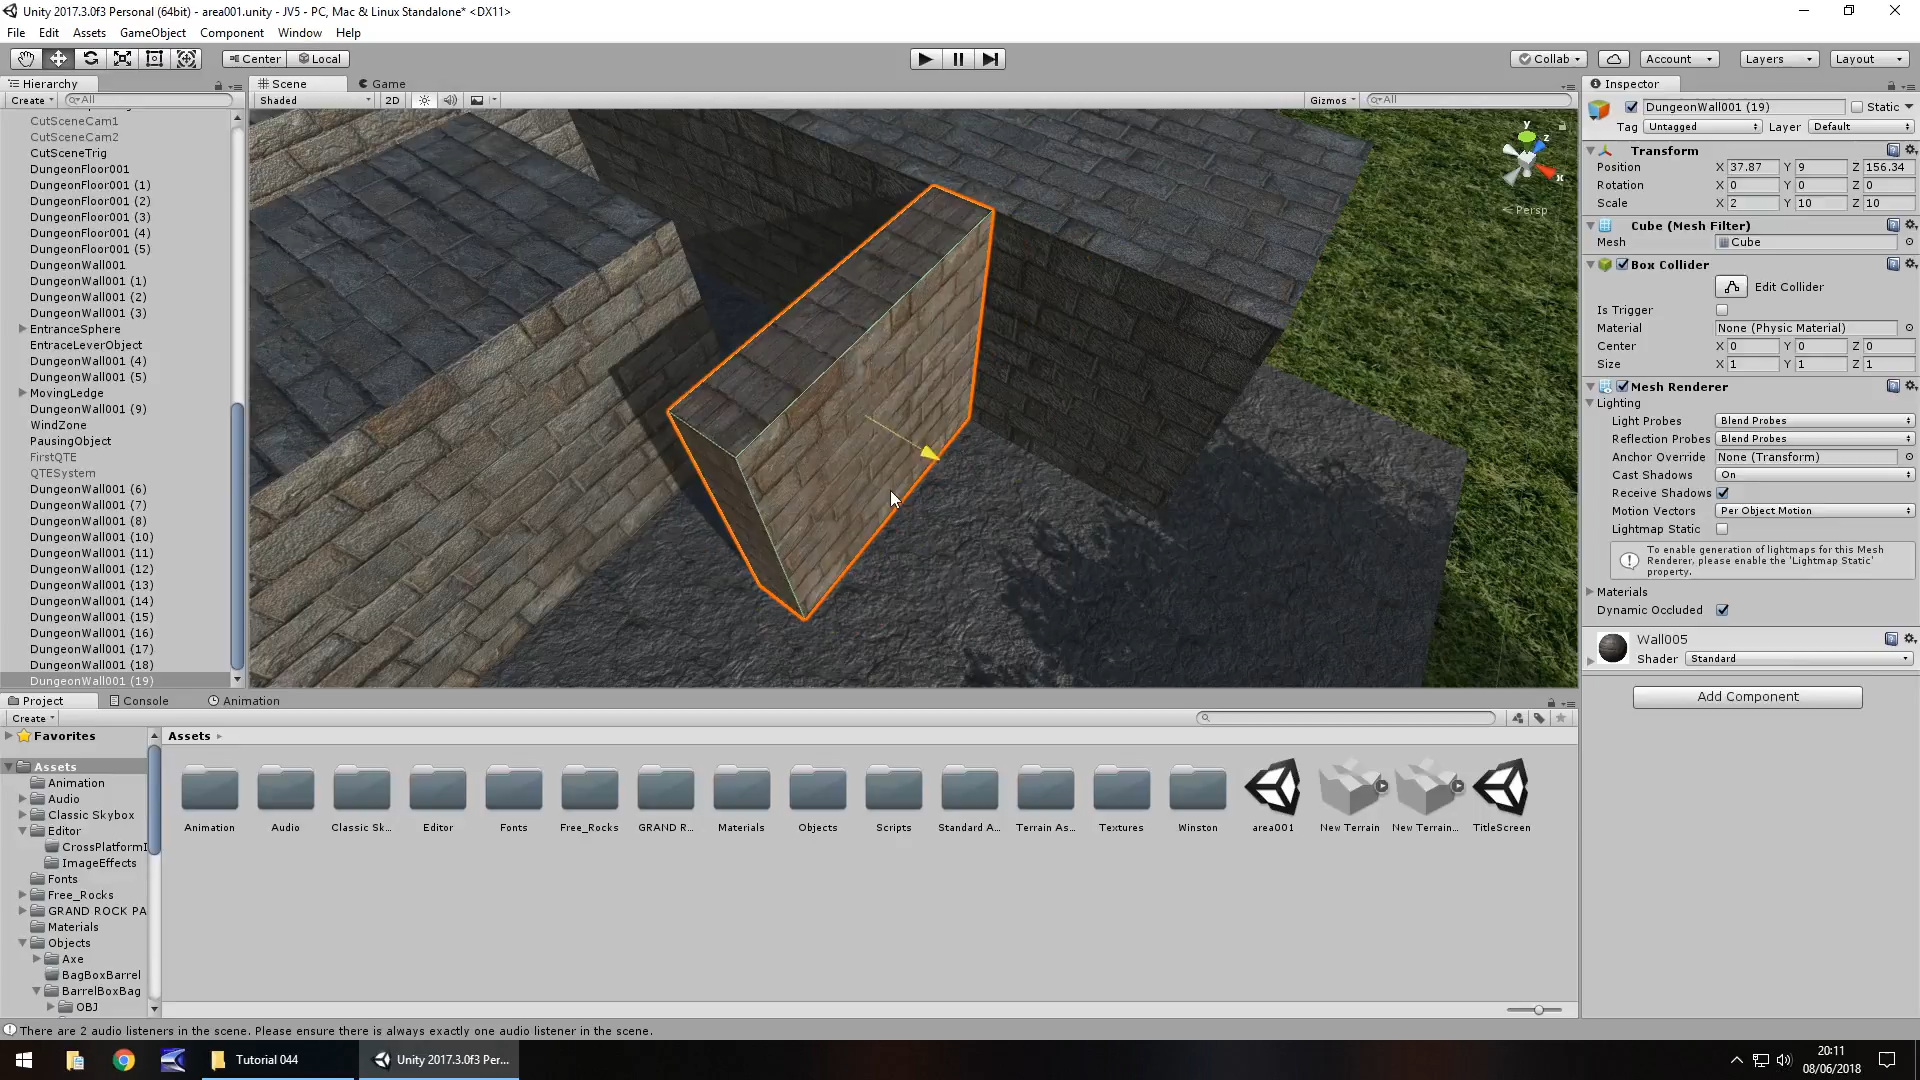 Unity 2017.3.0f3 Personal (64bit) - area001.unity - JV5 - PC, Mac & Linux Standalone* <DX11>
File Edit Assets GameObject Component Window Help
Center Local Collab Account Layers Layout
Hierarchy
Create All
CutSceneCam1
CutSceneCam2
CutSceneTrig
DungeonFloor001
DungeonFloor001 (1)
DungeonFloor001 (2)
DungeonFloor001 (3)
DungeonFloor001 (4)
DungeonFloor001 (5)
DungeonWall001
DungeonWall001 (1)
DungeonWall001 (2)
DungeonWall001 (3)
EntranceSphere
EntraceLeverObject
DungeonWall001 (4)
DungeonWall001 (5)
MovingLedge
DungeonWall001 (9)
WindZone
PausingObject
FirstQTE
QTESystem
DungeonWall001 (6)
DungeonWall001 (7)
DungeonWall001 (8)
DungeonWall001 (10)
DungeonWall001 (11)
DungeonWall001 (12)
DungeonWall001 (13)
DungeonWall001 (14)
DungeonWall001 (15)
DungeonWall001 (16)
DungeonWall001 (17)
DungeonWall001 (18)
DungeonWall001 (19)
Scene Game
Shaded 2D Gizmos All
y
z
x
Persp
Inspector
DungeonWall001 (19) Static
Tag Untagged Layer Default
Transform
Position X 37.87 Y 9 Z 156.34
Rotation X 0 Y 0 Z 0
Scale X 2 Y 10 Z 10
Cube (Mesh Filter)
Mesh Cube
Box Collider
Edit Collider
Is Trigger
Material None (Physic Material)
Center X 0 Y 0 Z 0
Size X 1 Y 1 Z 1
Mesh Renderer
Lighting
Light Probes Blend Probes
Reflection Probes Blend Probes
Anchor Override None (Transform)
Cast Shadows On
Receive Shadows
Motion Vectors Per Object Motion
Lightmap Static
To enable generation of lightmaps for this Mesh
Renderer, please enable the 'Lightmap Static'
property.
Materials
Dynamic Occluded
Wall005
Shader Standard
Add Component
Project Console Animation
Create
Favorites
Assets
Animation
Audio
Classic Skybox
Editor
CrossPlatformI
ImageEffects
Fonts
Free_Rocks
GRAND ROCK PA
Materials
Objects
Axe
BagBoxBarrel
BarrelBoxBag
OBJ
Assets
Animation Audio Classic Sk... Editor Fonts Free_Rocks GRAND R... Materials Objects Scripts Standard A... Terrain As... Textures Winston area001 New Terrain New Terrain... TitleScreen
There are 2 audio listeners in the scene. Please ensure there is always exactly one audio listener in the scene.
Tutorial 044 Unity 2017.3.0f3 Per...
20:11
08/06/2018